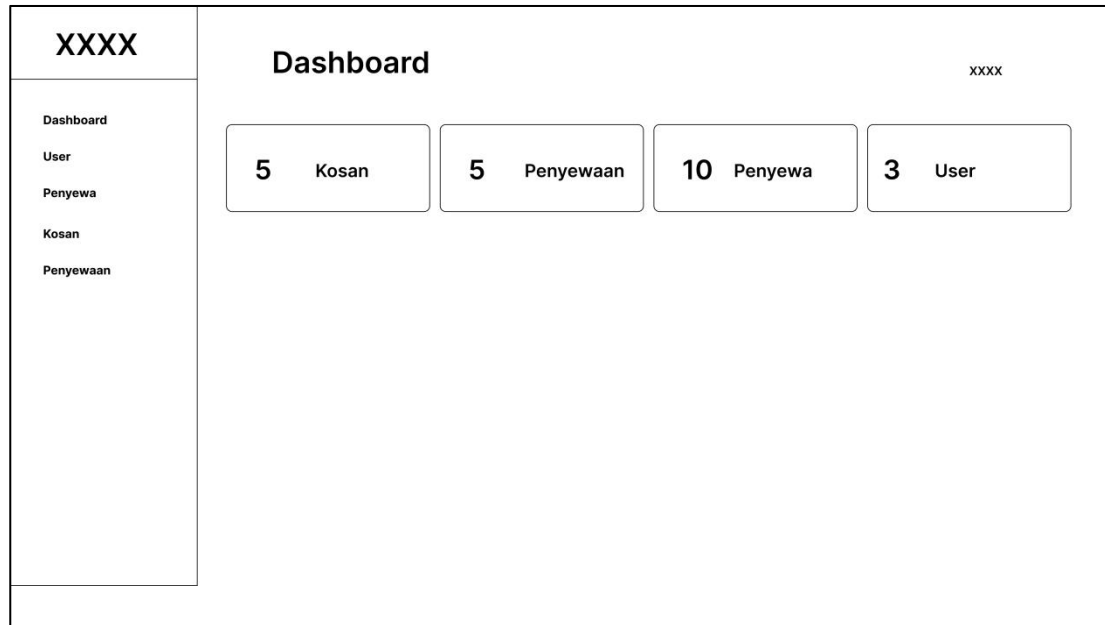 XXXX
Dashboard
User
Penyewa
Kosan
Penyewaan
Dashboard
xxxx
5 Kosan
5 Penyewaan
10 Penyewa
3 User